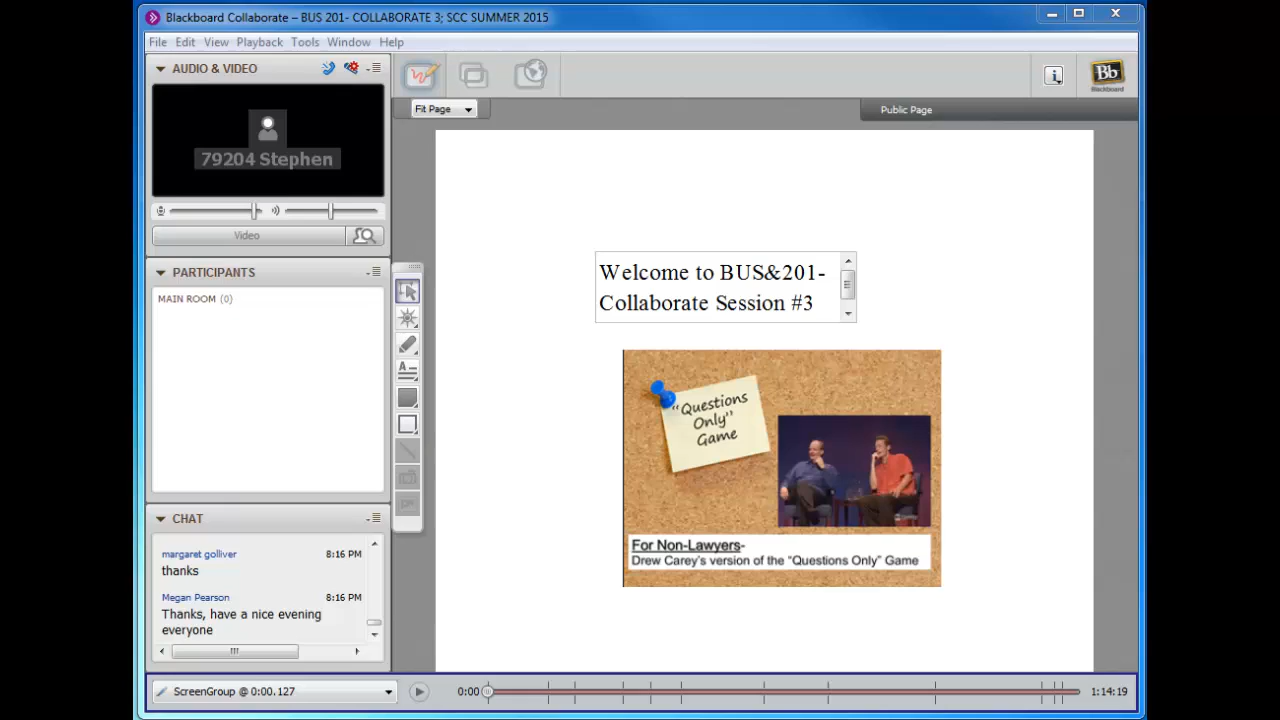 Blackboard Collaborate – BUS 201- COLLABORATE 3; SCC SUMMER 2015
File Edit View Playback Tools Window Help
AUDIO & VIDEO
79204 Stephen
Video
PARTICIPANTS
MAIN ROOM (0)
CHAT
margaret golliver 8:16 PM
thanks
Megan Pearson 8:16 PM
Thanks, have a nice evening
everyone
ScreenGroup @ 0:00.127
Fit Page
Public Page
Bb
Blackboard
Welcome to BUS&201-
Collaborate Session #3
"Questions
Only"
Game
For Non-Lawyers-
Drew Carey's version of the "Questions Only" Game
0:00
1:14:19